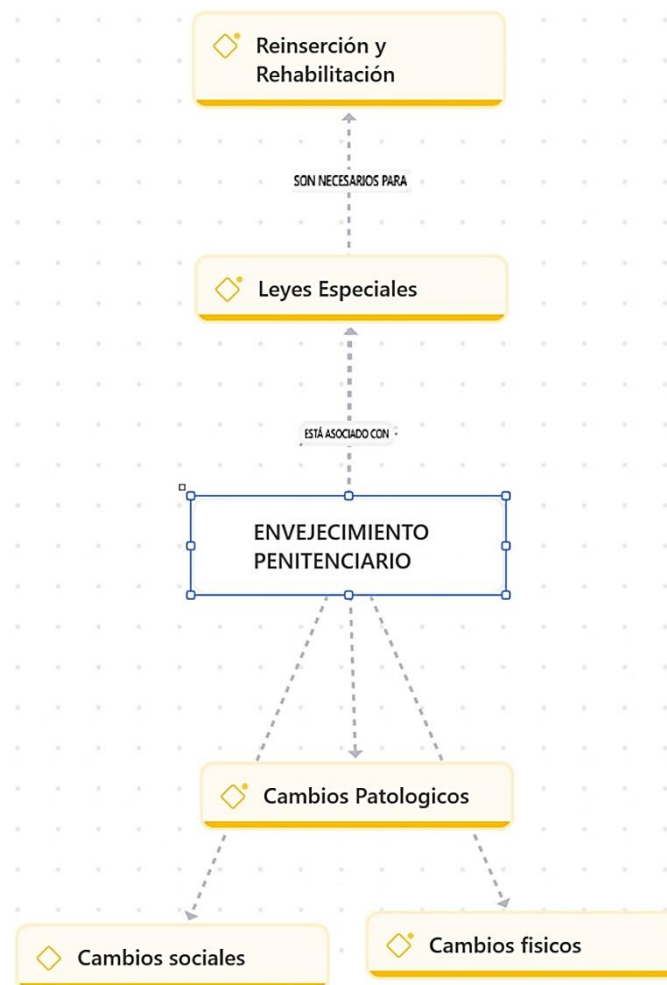 Reinserción y
Rehabilitación
SON NECESARIOS PARA
Leyes Especiales
ESTÁ ASOCIADO CON
ENVEJECIMIENTO
PENITENCIARIO
Cambios Patologicos
Cambios sociales
Cambios fisicos